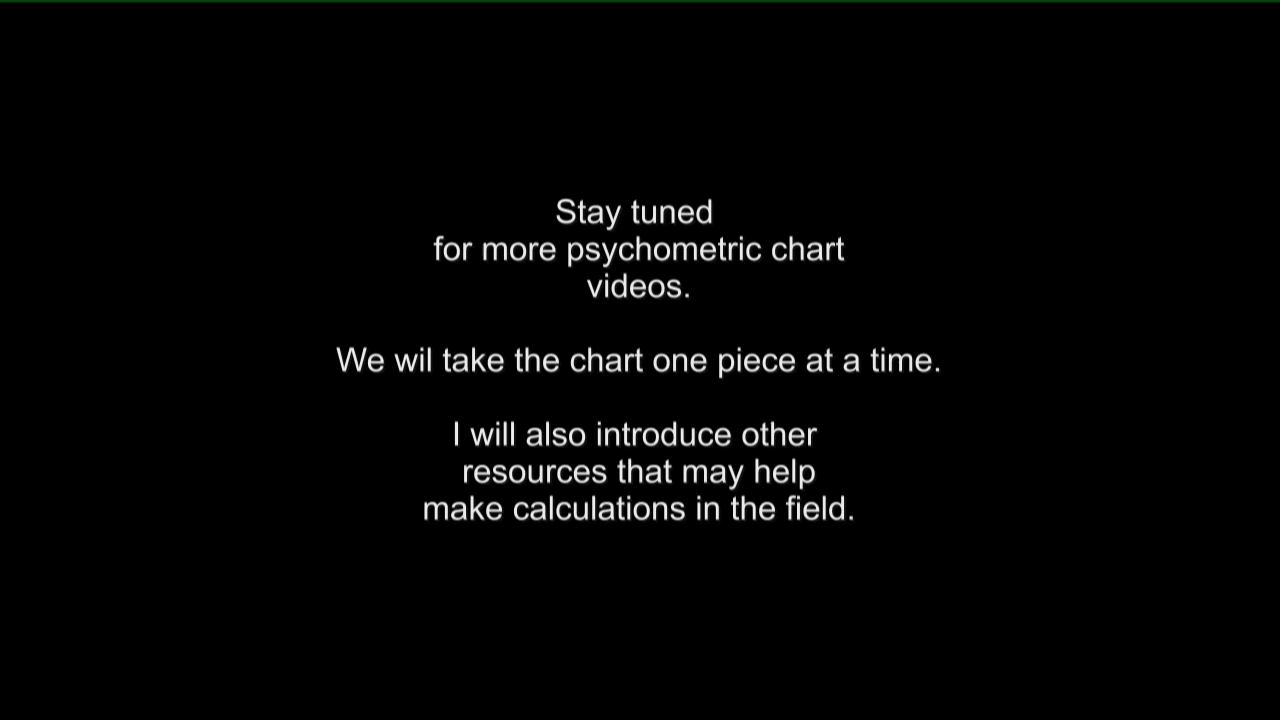 Stay tuned
for more psychometric chart
videos.
We wil take the chart one piece at a time.
I will also introduce other
resources that may help
make calculations in the field.